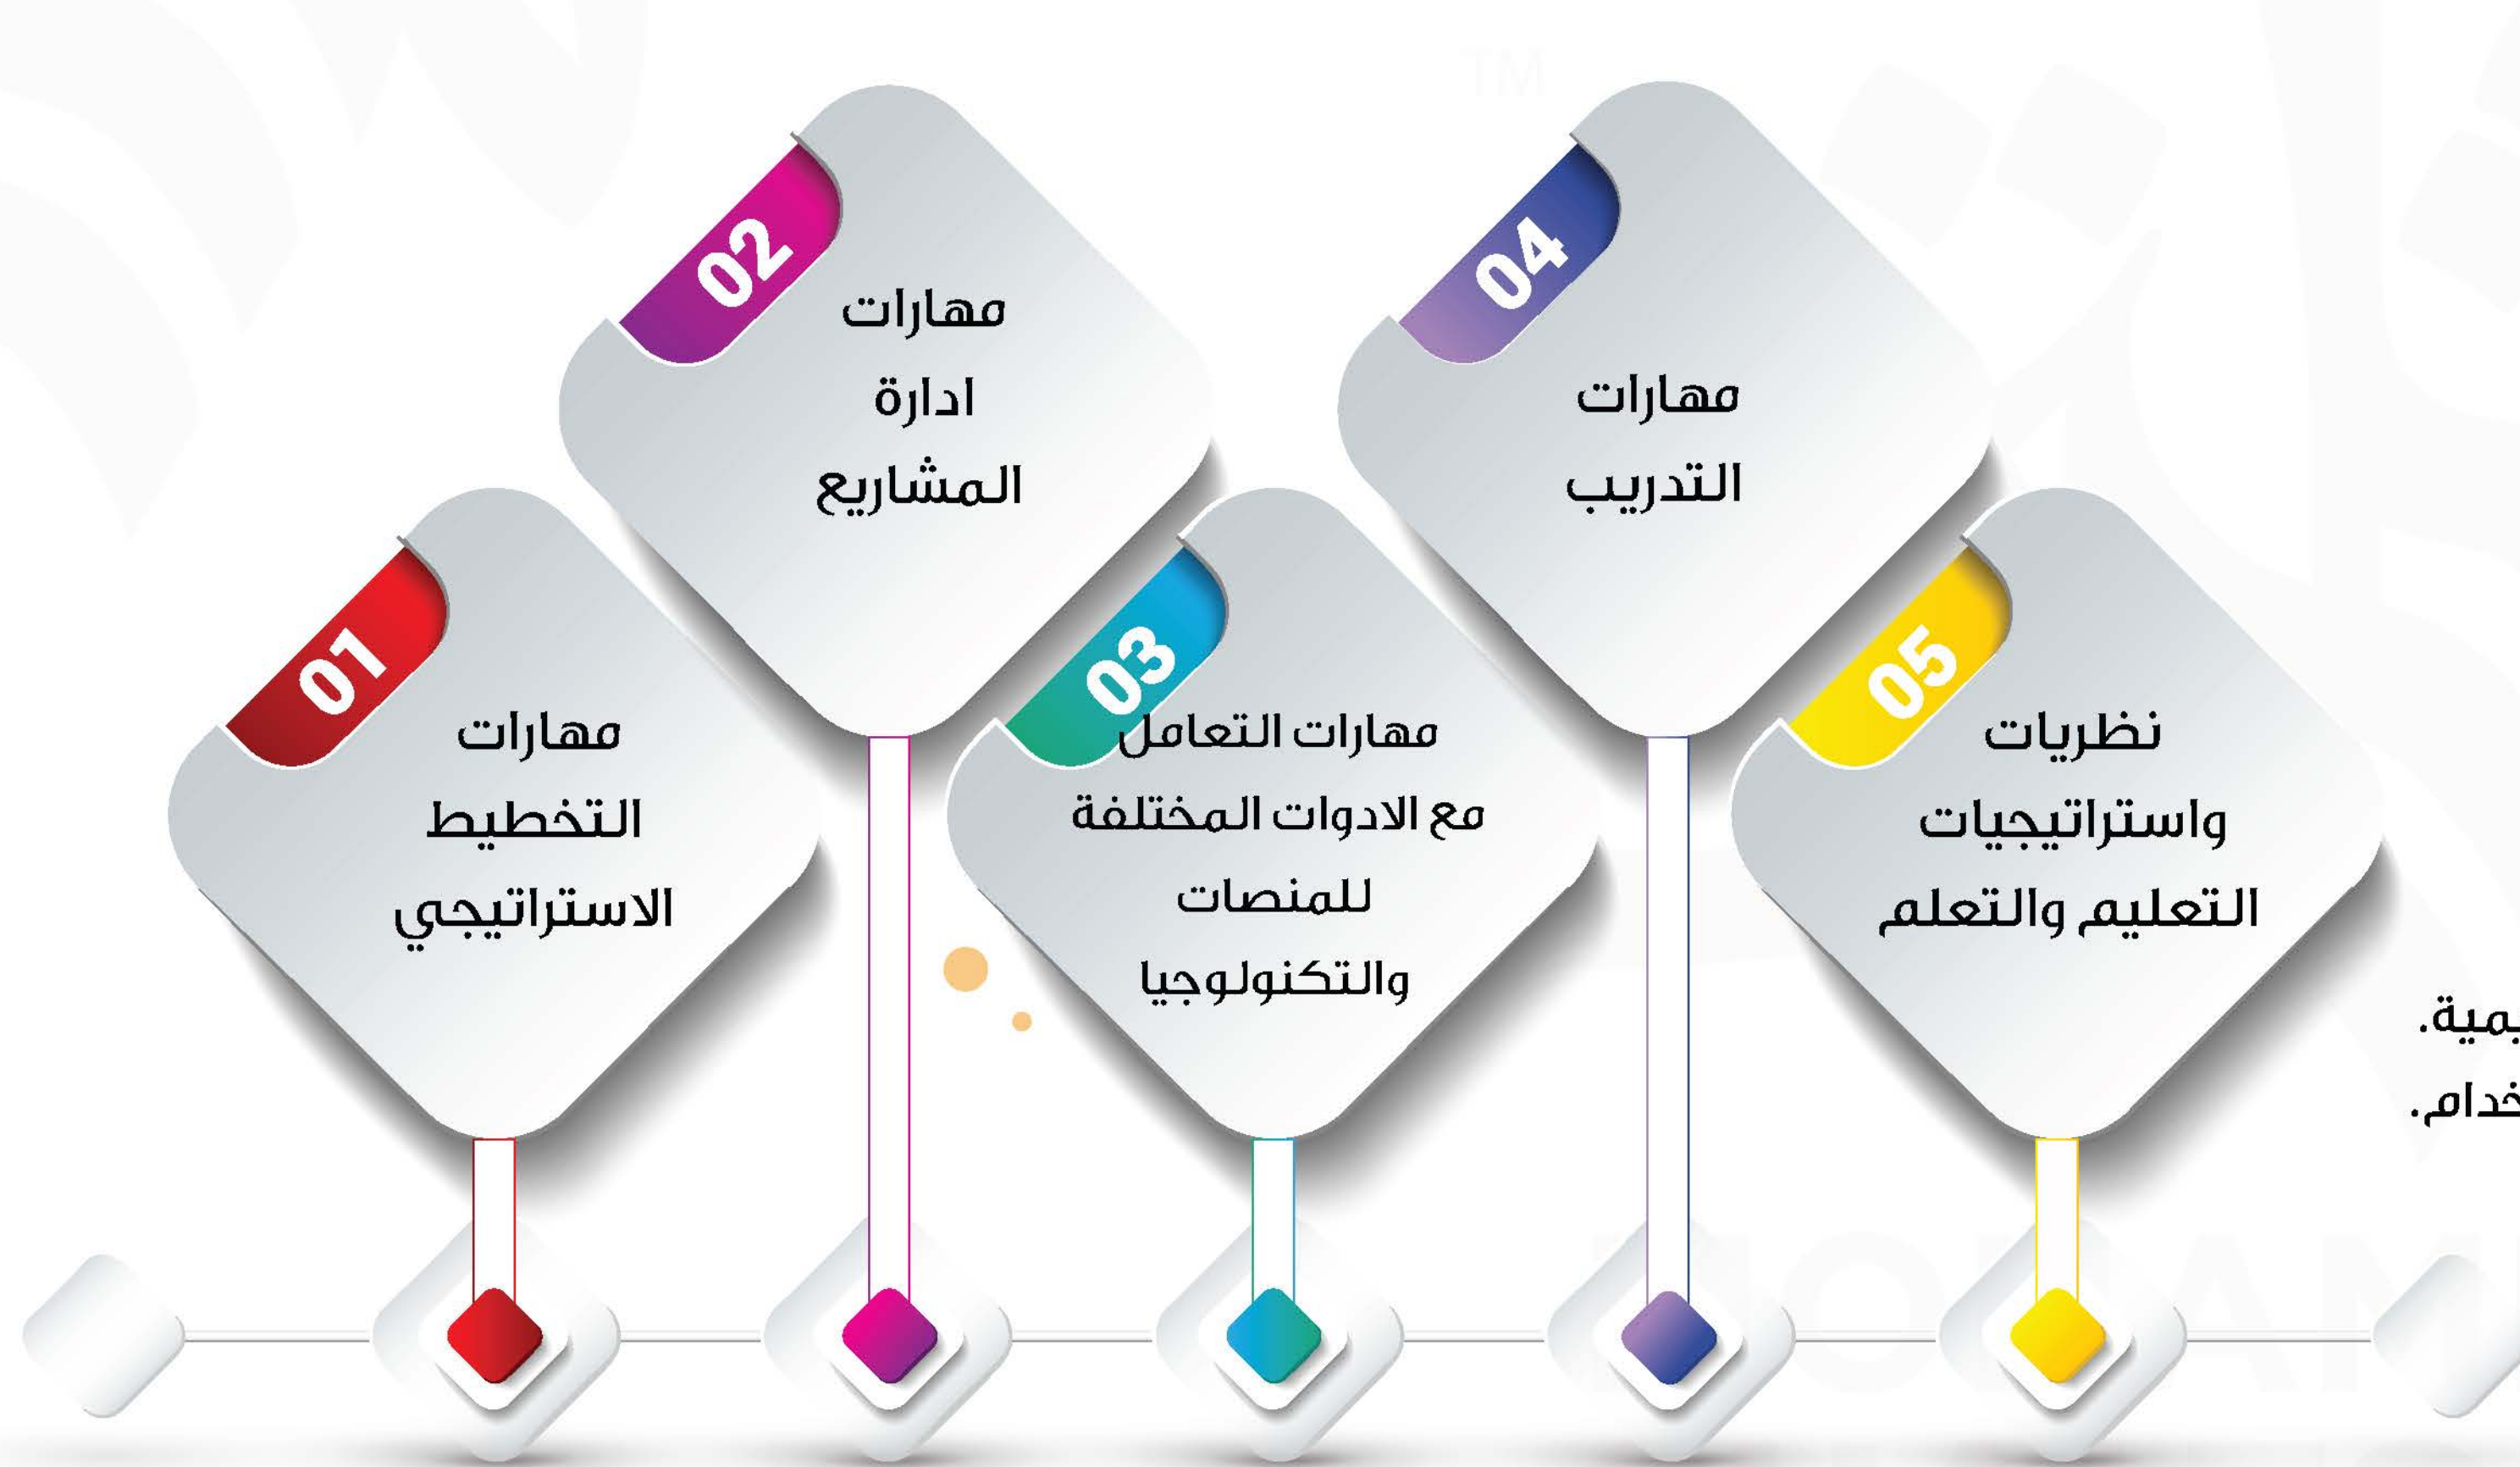 01
مهارات
التخطيط
الاستراتيجي
02
مهارات
ادارة
المشاريع
03
مهارات التعامل
مع الادوات المختلفة
للمنصات
والتكنولوجيا
04
مهارات
التدريب
05
نظريات
واستراتيجيات
التعليم والتعلم
TM